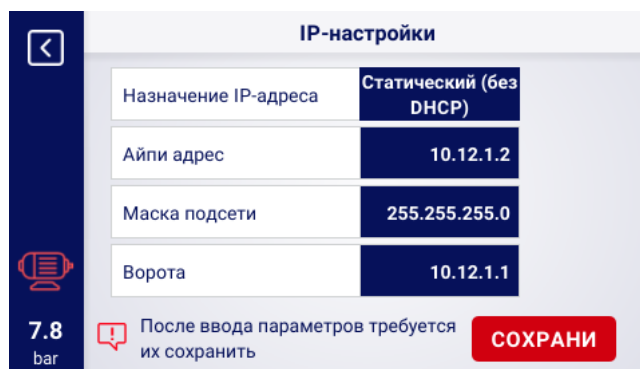 IP-настройки
Назначение IP-адреса
Статический (без
DHCP)
Айпи адрес
10.12.1.2
Маска подсети
255.255.255.0
Ворота
10.12.1.1
7.8
bar
После ввода параметров требуется
их сохранить
СОХРАНИ